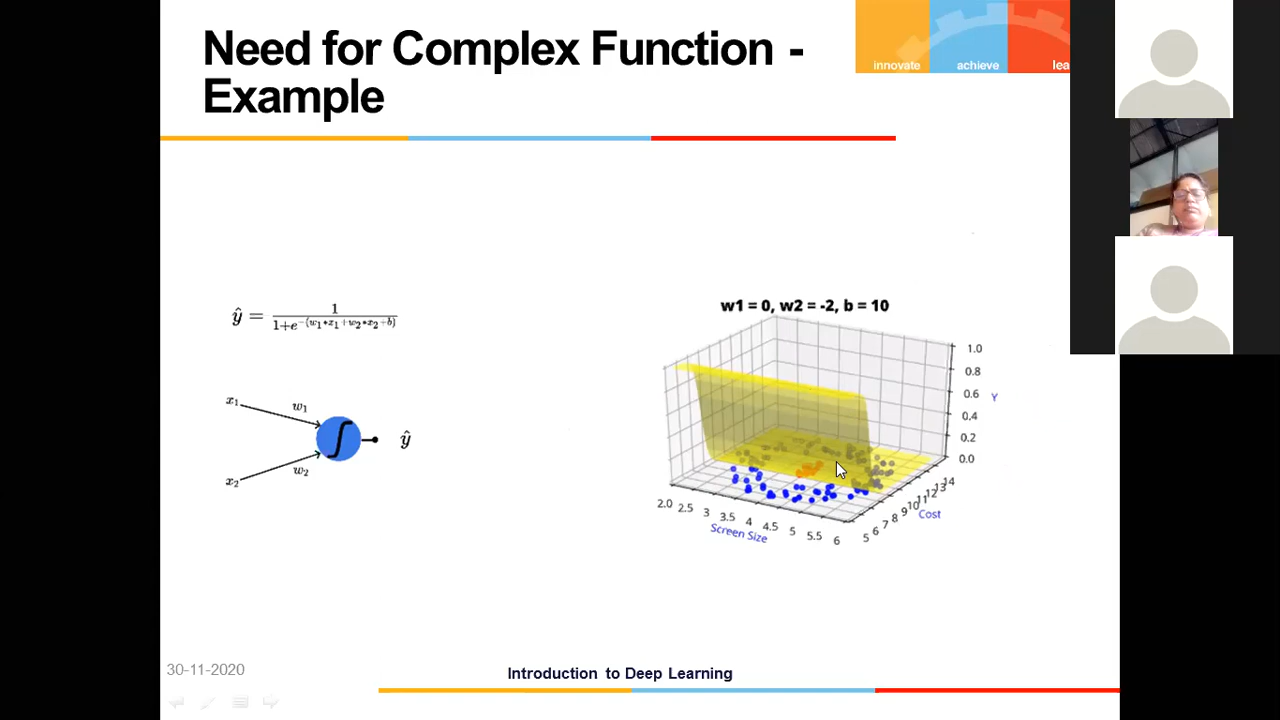 Need for Complex Function -
Example
innovate achieve lea
ŷ = 1 / 1+e^−(w₁*x₁+w₂*x₂+b)
x₁
w₁
ŷ
w₂
x₂
w1 = 0, w2 = -2, b = 10
1.0
0.8
0.6
0.4
0.2
0.0
Y
2.0 2.5 3 3.5 4 4.5 5 5.5 6
Screen Size
5 6 7 8 9 10 11 12 13 14
Cost
30-11-2020
Introduction to Deep Learning